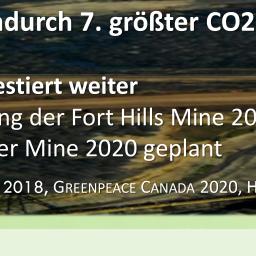 durch 7. größter CO2
estiert weiter
ng der Fort Hills Mine 20
er Mine 2020 geplant
2018, GREENPEACE CANADA 2020, H